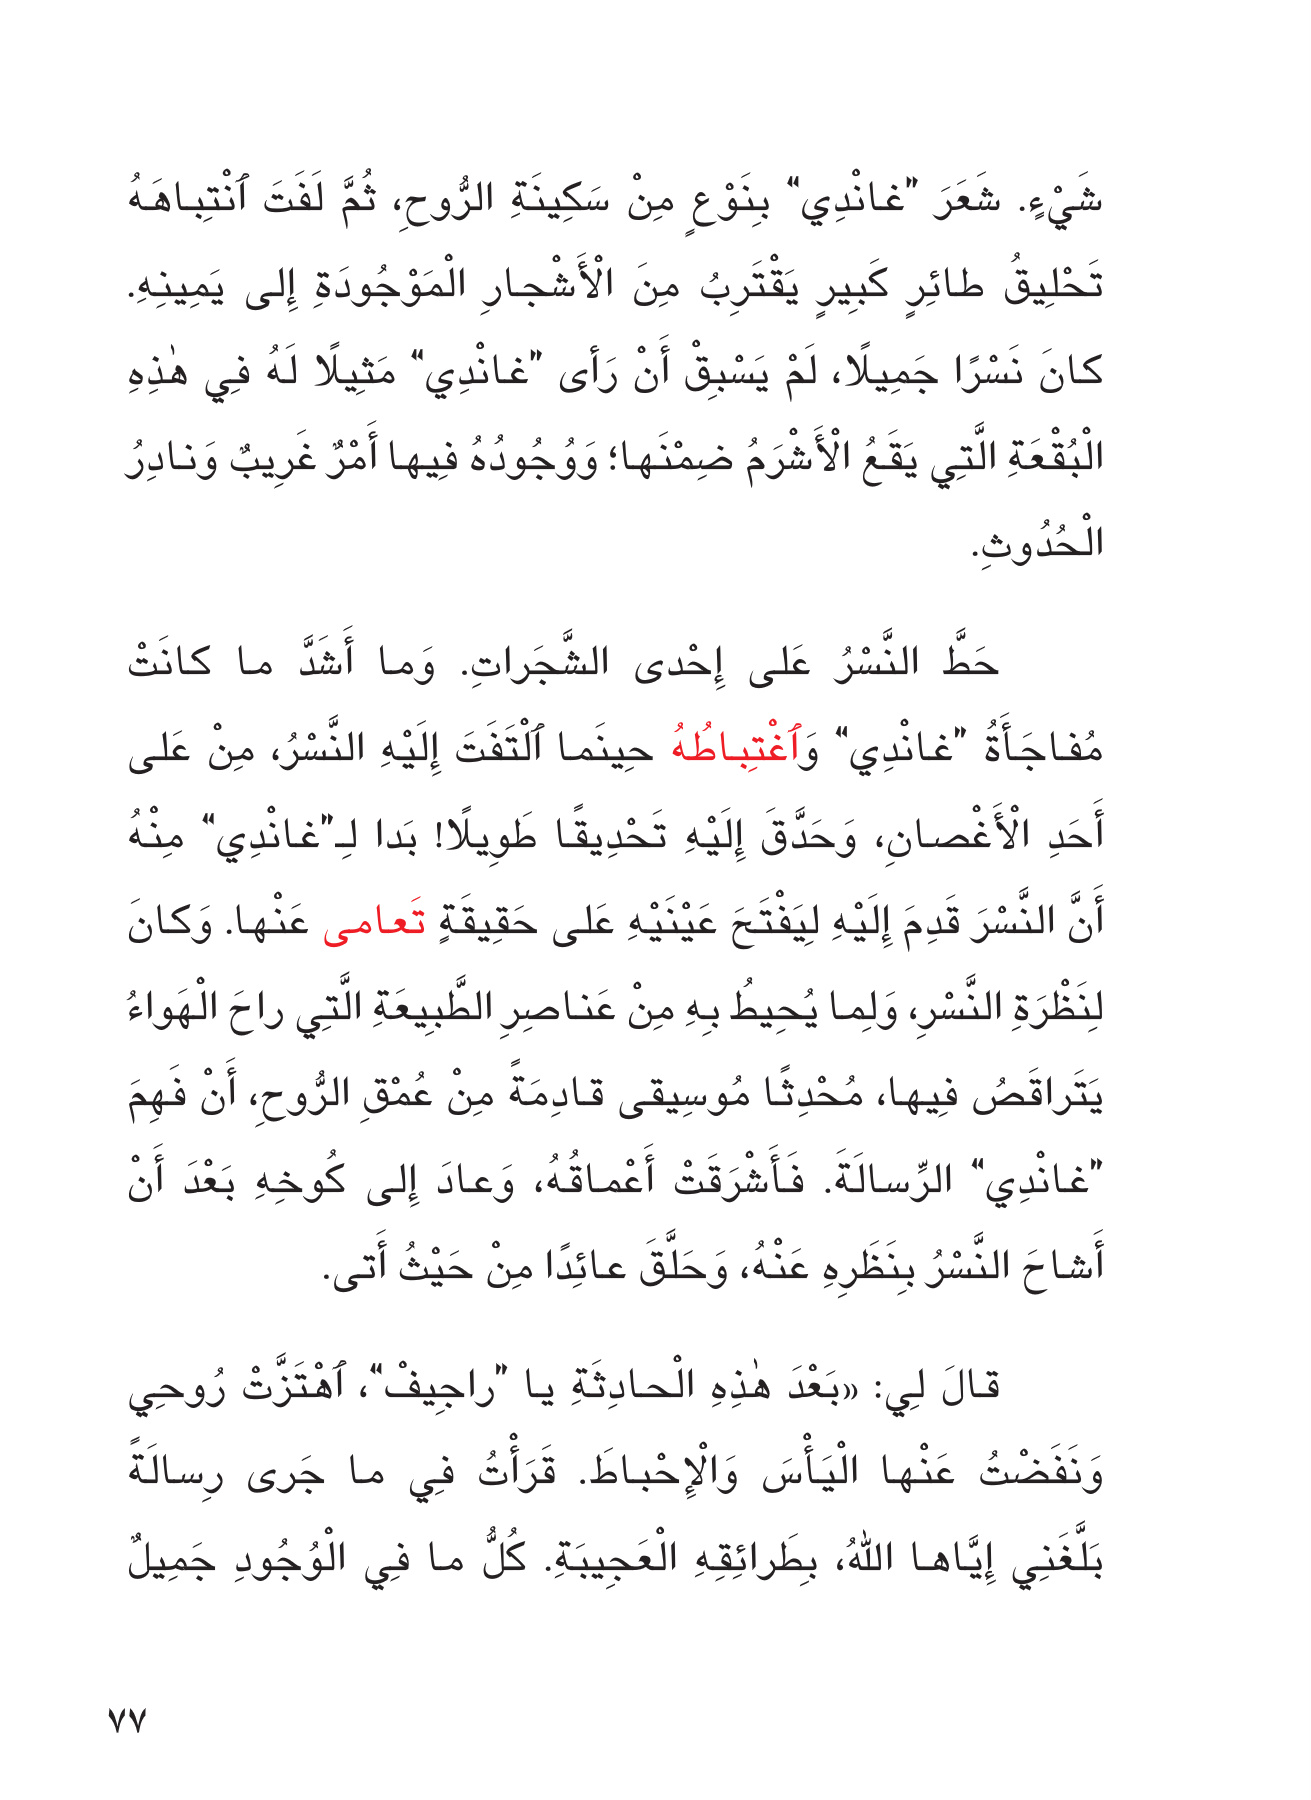 شَيْءٍ. شَعَرَ "غانْدِي" بِنَوْعٍ مِنْ سَكِينَةِ الرُّوحِ، ثُمَّ لَفَتَ ٱنْتِباهَهُ
تَحْلِيقُ طائِرٍ كَبِيرٍ يَقْتَرِبُ مِنَ الْأَشْجارِ الْمَوْجُودَةِ إِلى يَمِينِهِ.
كانَ نَسْرًا جَمِيلًا، لَمْ يَسْبِقْ أَنْ رَأى "غانْدِي" مَثِيلًا لَهُ فِي هٰذِهِ
الْبُقْعَةِ الَّتِي يَقَعُ الْأَشْرَمُ ضِمْنَها؛ وَوُجُودُهُ فِيها أَمْرٌ غَرِيبٌ وَنادِرُ
الْحُدُوثِ.
حَطَّ النَّسْرُ عَلى إِحْدى الشَّجَراتِ. وَما أَشَدَّ ما كانَتْ
مُفاجَأَةُ "غانْدِي" وَٱغْتِباطُهُ حِينَما ٱلْتَفَتَ إِلَيْهِ النَّسْرُ، مِنْ عَلى
أَحَدِ الْأَغْصانِ، وَحَدَّقَ إِلَيْهِ تَحْدِيقًا طَوِيلًا! بَدا لِـ"غانْدِي" مِنْهُ
أَنَّ النَّسْرَ قَدِمَ إِلَيْهِ لِيَفْتَحَ عَيْنَيْهِ عَلى حَقِيقَةٍ تَعامى عَنْها. وَكانَ
لِنَظْرَةِ النَّسْرِ، وَلِما يُحِيطُ بِهِ مِنْ عَناصِرِ الطَّبِيعَةِ الَّتِي راحَ الْهَواءُ
يَتَراقَصُ فِيها، مُحْدِثًا مُوسِيقى قادِمَةً مِنْ عُمْقِ الرُّوحِ، أَنْ فَهِمَ
"غانْدِي" الرِّسالَةَ. فَأَشْرَقَتْ أَعْماقُهُ، وَعادَ إِلى كُوخِهِ بَعْدَ أَنْ
أَشاحَ النَّسْرُ بِنَظَرِهِ عَنْهُ، وَحَلَّقَ عائِدًا مِنْ حَيْثُ أَتى.
قالَ لِي: «بَعْدَ هٰذِهِ الْحادِثَةِ يا "راجِيفْ"، ٱهْتَزَّتْ رُوحِي
وَنَفَضْتُ عَنْها الْيَأْسَ وَالْإِحْباطَ. قَرَأْتُ فِي ما جَرى رِسالَةً
بَلَّغَنِي إِيَّاها اللهُ، بِطَرائِقِهِ الْعَجِيبَةِ. كُلُّ ما فِي الْوُجُودِ جَمِيلٌ
٧٧